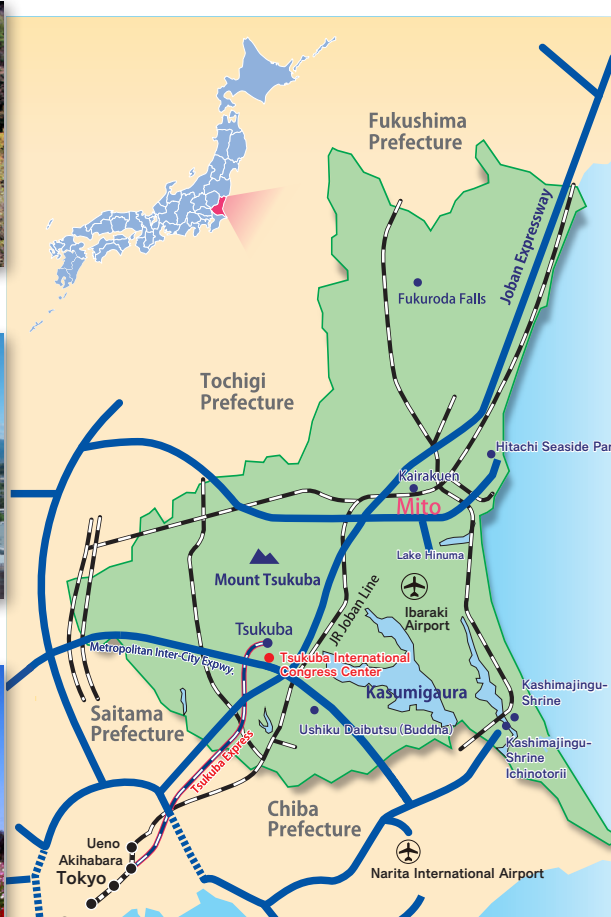 Fukushima
Prefecture
Joban Expressway
Fukuroda Falls
Tochigi
Prefecture
Hitachi Seaside Par
Kairakuen
Mito
Lake Hinuma
Mount Tsukuba
JR Joban Line
Ibaraki
Airport
Tsukuba
Metropolitan Inter-City Expwy.
Tsukuba International
Congress Center
Kasumigaura
Kashimajingu-
Shrine
Saitama
Prefecture
Ushiku Daibutsu (Buddha)
Kashimajingu-
Shrine
Ichinotorii
Tsukuba Express
Chiba
Prefecture
Ueno
Akihabara
Tokyo
Narita International Airport